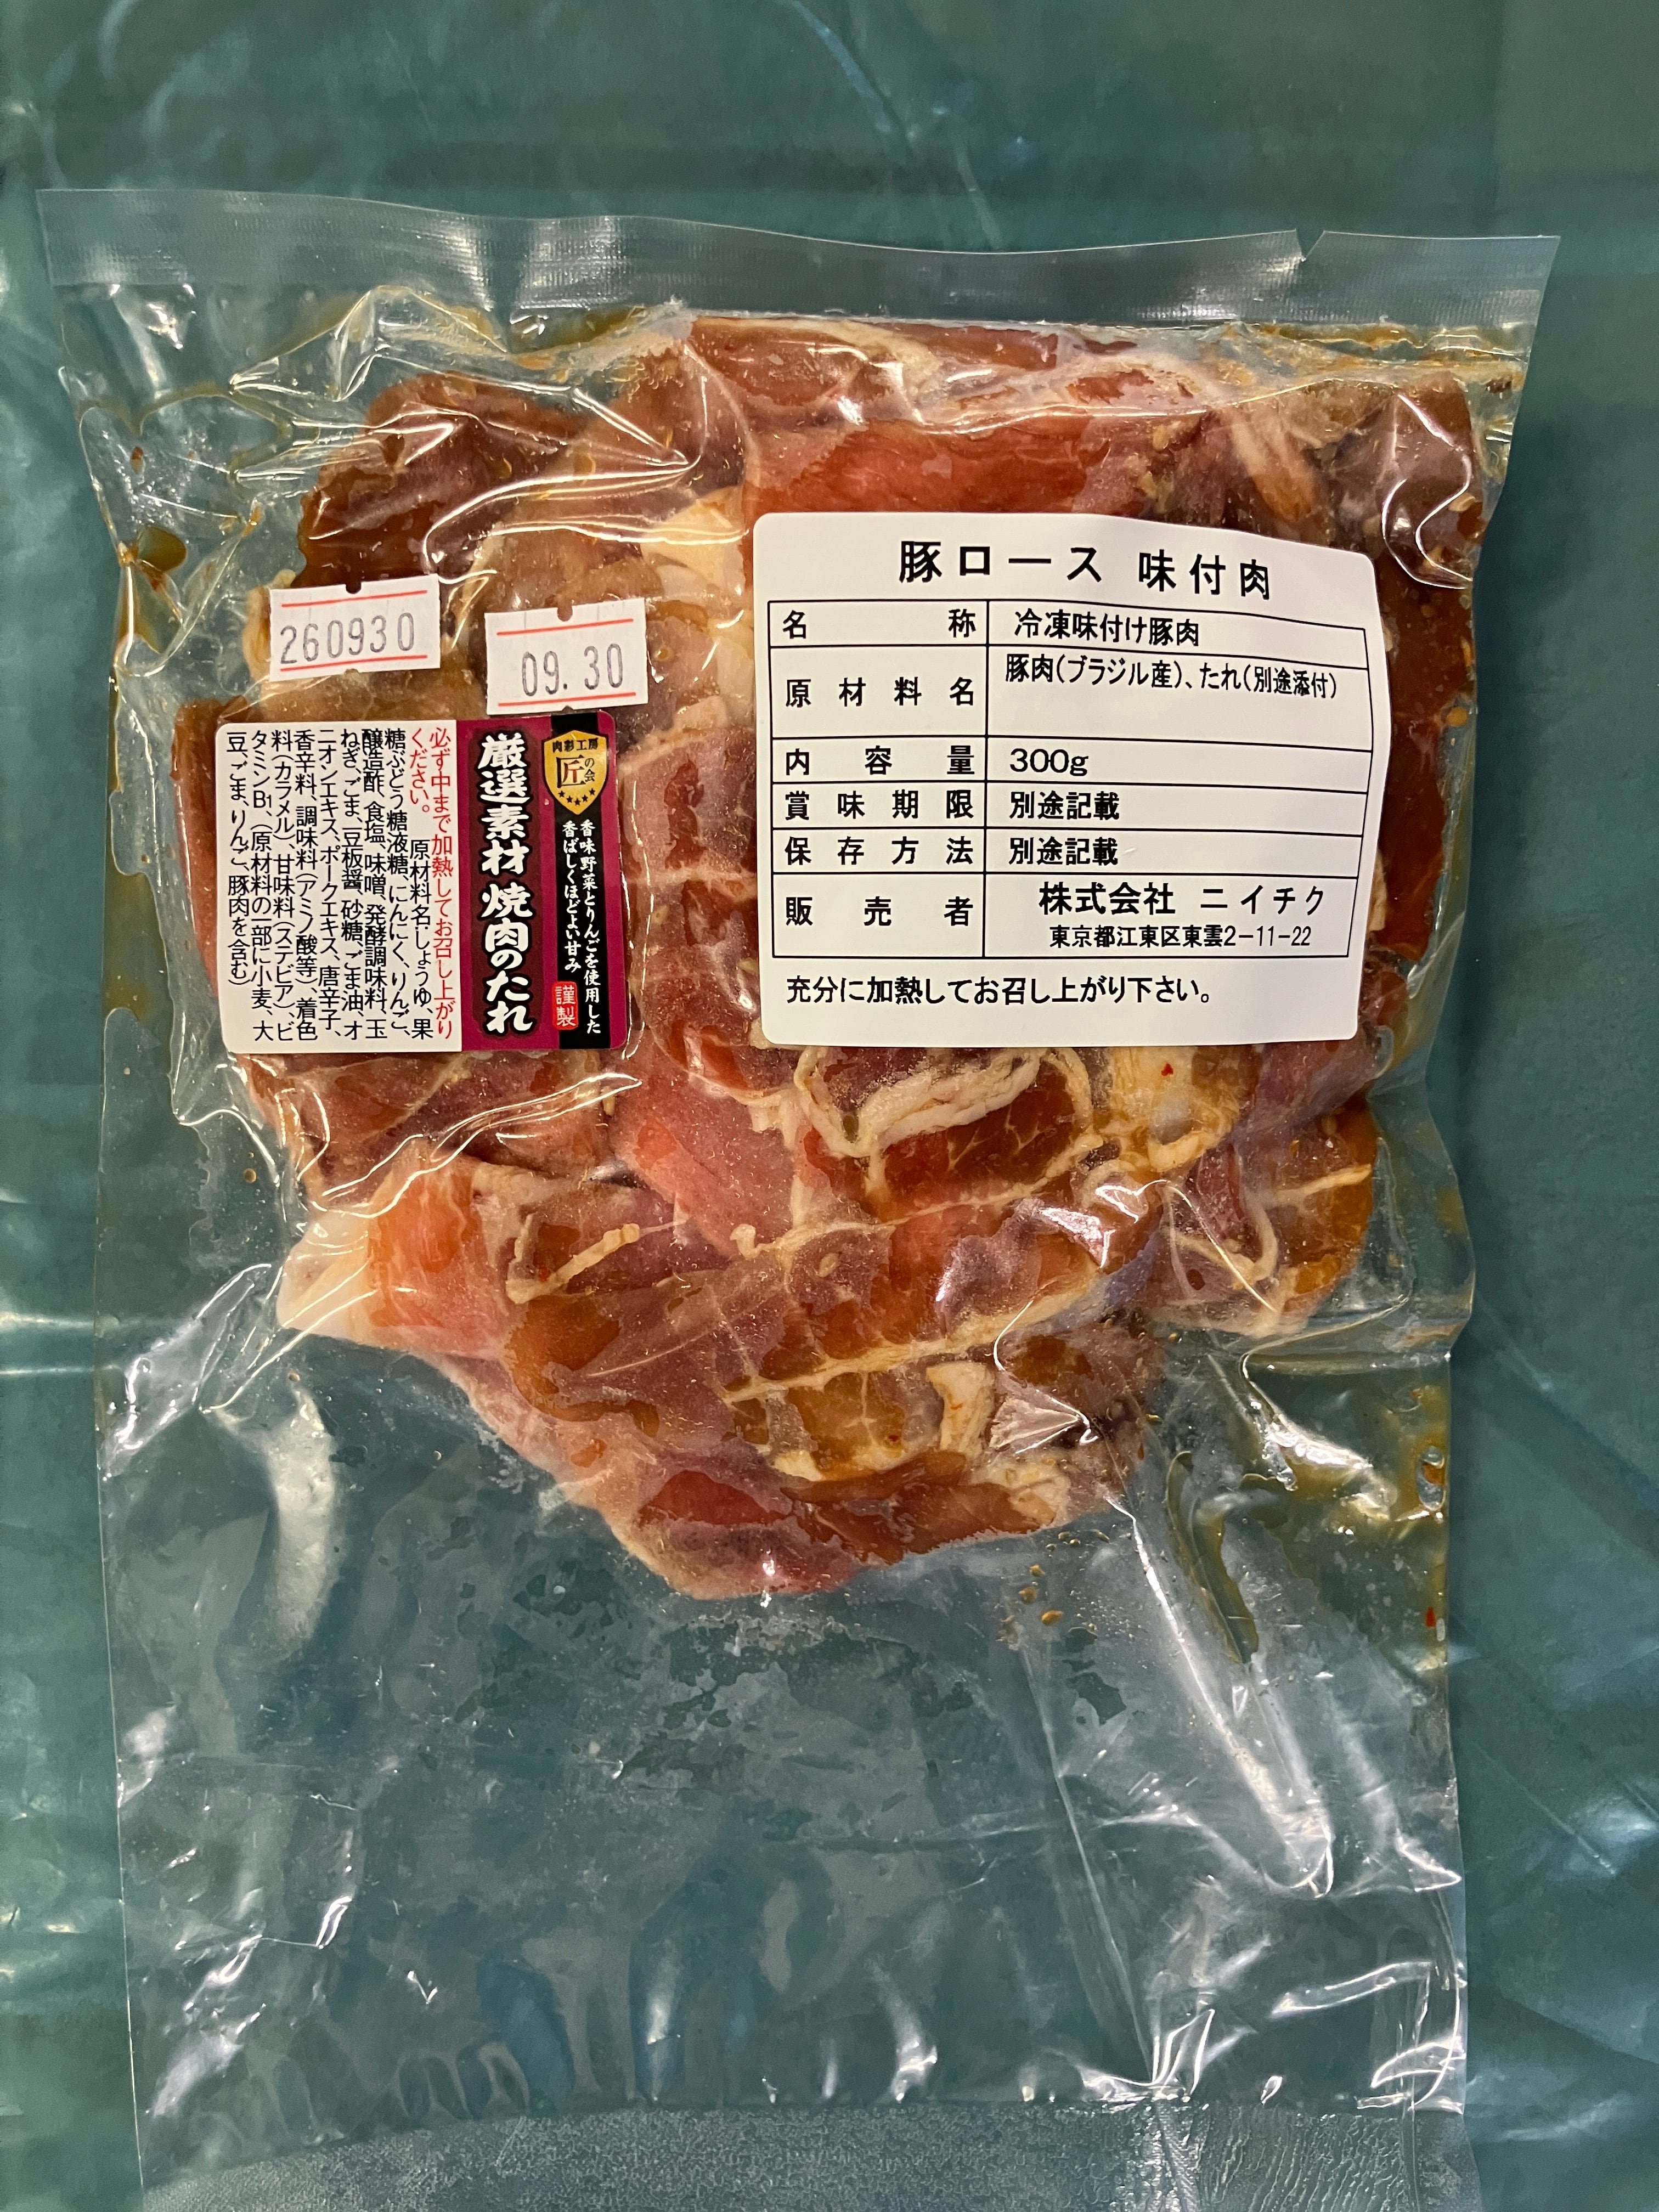 豚ロース 味付肉
名称 冷凍味付け豚肉
原材料名 豚肉(ブラジル産)、たれ(別途添付)
内容量 300g
賞味期限 別途記載
保存方法 別途記載
販売者 株式会社 ニイチク
東京都江東区東雲2-11-22
充分に加熱してお召し上がり下さい。
260930
09.30
肉彩工房
匠の会
香味野菜とりんごを使用した
香ばしくほどよい甘み
謹製
厳選素材 焼肉のたれ
必ず中まで加熱してお召し上がり
ください。
原材料名:しょうゆ、果
糖ぶどう糖液糖、にんにく、りんご、
醸造酢、食塩、味噌、発酵調味料、玉
ねぎ、ごま、豆板醤、砂糖、ごま油、オ
ニオンエキス、ポークエキス、唐辛子、
香辛料、調味料(アミノ酸等)、着色
料(カラメル)、甘味料(ステビア)、ビ
タミンB₁、(原材料の一部に小麦、大
豆、ごま、りんご、豚肉を含む)